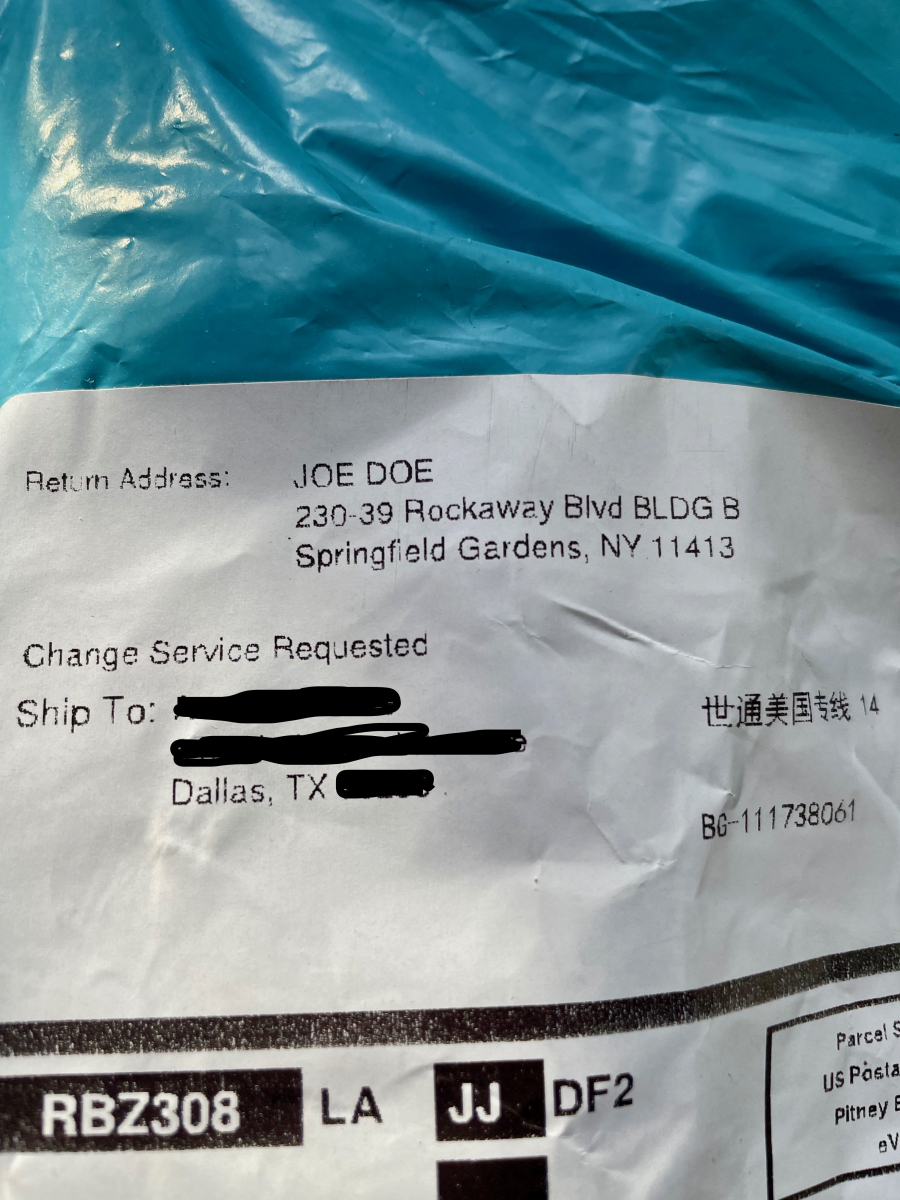 Return Address: JOE DOE
230-39 Rockaway Blvd BLDG B
Springfield Gardens, NY 11413
Change Service Requested
Ship To:
Dallas, TX
世通美国专线 14
BG-111738061
RBZ308 LA JJ DF2
Parcel S
US Posta
Pitney B
eV